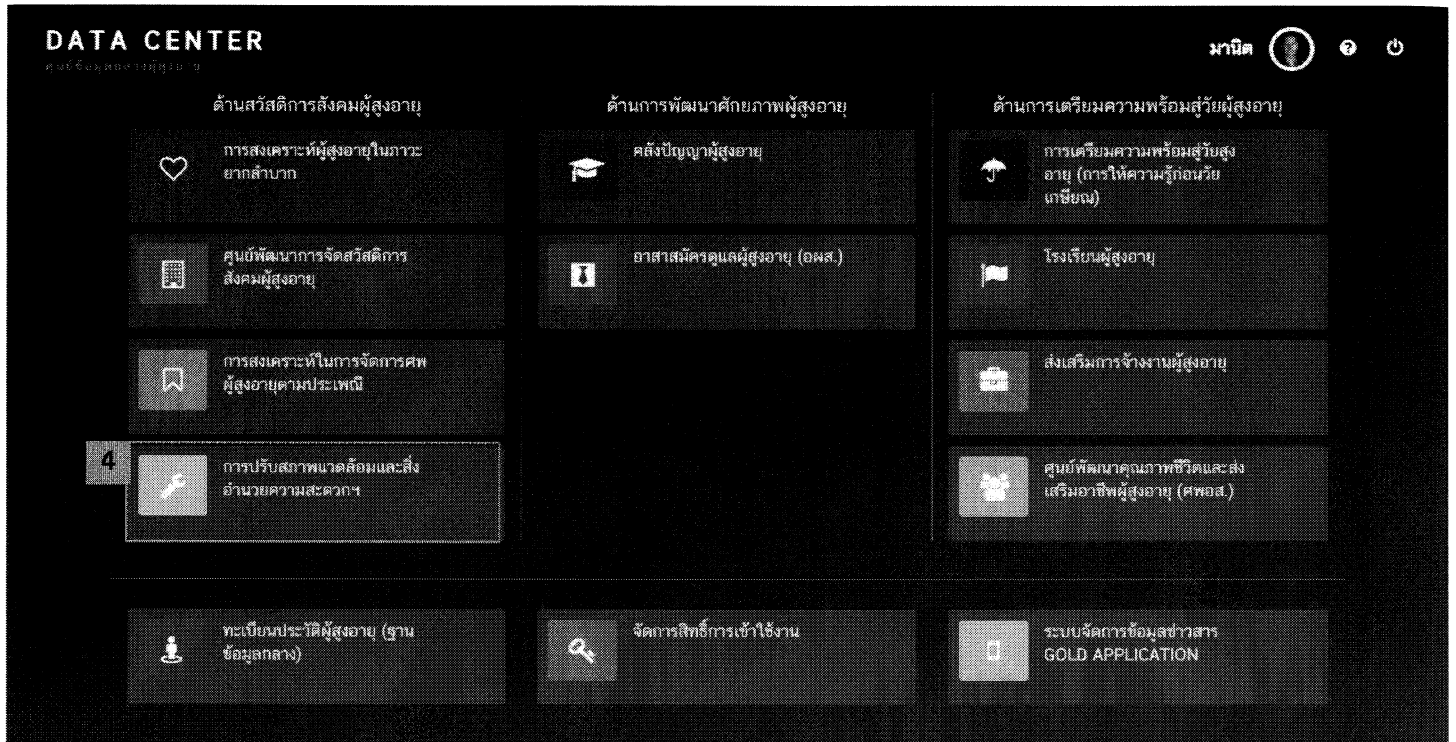 DATA CENTER
ศูนย์ข้อมูลกลางผู้สูงอายุ
มานิต
ด้านสวัสดิการสังคมผู้สูงอายุ
การสงเคราะห์ผู้สูงอายุในภาวะ
ยากลำบาก
ศูนย์พัฒนาการจัดสวัสดิการ
สังคมผู้สูงอายุ
การสงเคราะห์ในการจัดการศพ
ผู้สูงอายุตามประเพณี
4
การปรับสภาพแวดล้อมและสิ่ง
อำนวยความสะดวกฯ
ด้านการพัฒนาศักยภาพผู้สูงอายุ
คลังปัญญาผู้สูงอายุ
อาสาสมัครดูแลผู้สูงอายุ (อผส.)
ด้านการเตรียมความพร้อมสู่วัยผู้สูงอายุ
การเตรียมความพร้อมสู่วัยสูง
อายุ (การให้ความรู้ก่อนวัย
เกษียณ)
โรงเรียนผู้สูงอายุ
ส่งเสริมการจ้างงานผู้สูงอายุ
ศูนย์พัฒนาคุณภาพชีวิตและส่ง
เสริมอาชีพผู้สูงอายุ (ศพอส.)
ทะเบียนประวัติผู้สูงอายุ (ฐาน
ข้อมูลกลาง)
จัดการสิทธิ์การเข้าใช้งาน
ระบบจัดการข้อมูลข่าวสาร
GOLD APPLICATION